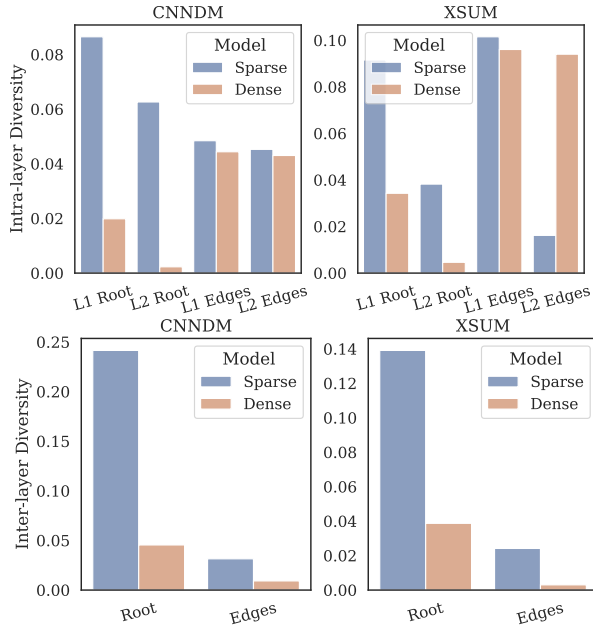 CNNDM
XSUM
Intra-layer Diversity
0.08
0.06
0.04
0.02
0.00
Model
Sparse
Dense
L1 Root
L2 Root
L1 Edges
L2 Edges
0.10
0.08
0.06
0.04
0.02
0.00
Model
Sparse
Dense
L1 Root
L2 Root
L1 Edges
L2 Edges
CNNDM
XSUM
Inter-layer Diversity
0.25
0.20
0.15
0.10
0.05
0.00
Model
Sparse
Dense
Root
Edges
0.14
0.12
0.10
0.08
0.06
0.04
0.02
0.00
Model
Sparse
Dense
Root
Edges